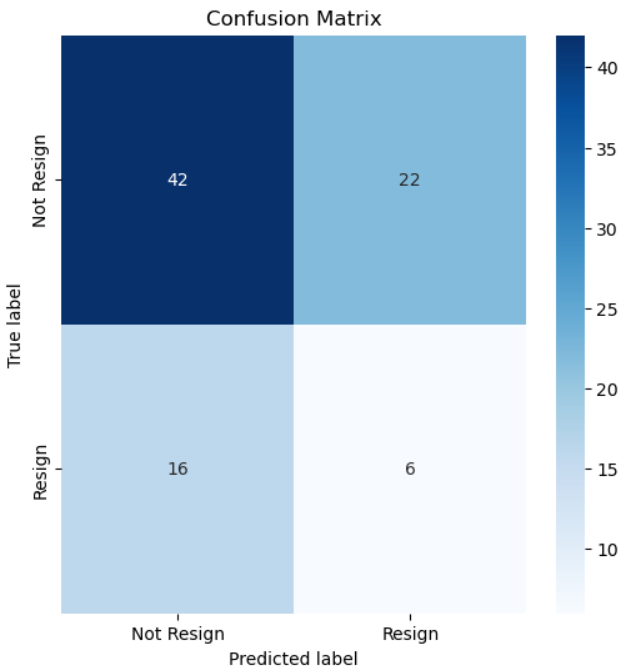 Confusion Matrix
Not Resign
42
22
40
35
30
25
20
15
10
True label
Resign
16
6
Not Resign
Resign
Predicted label